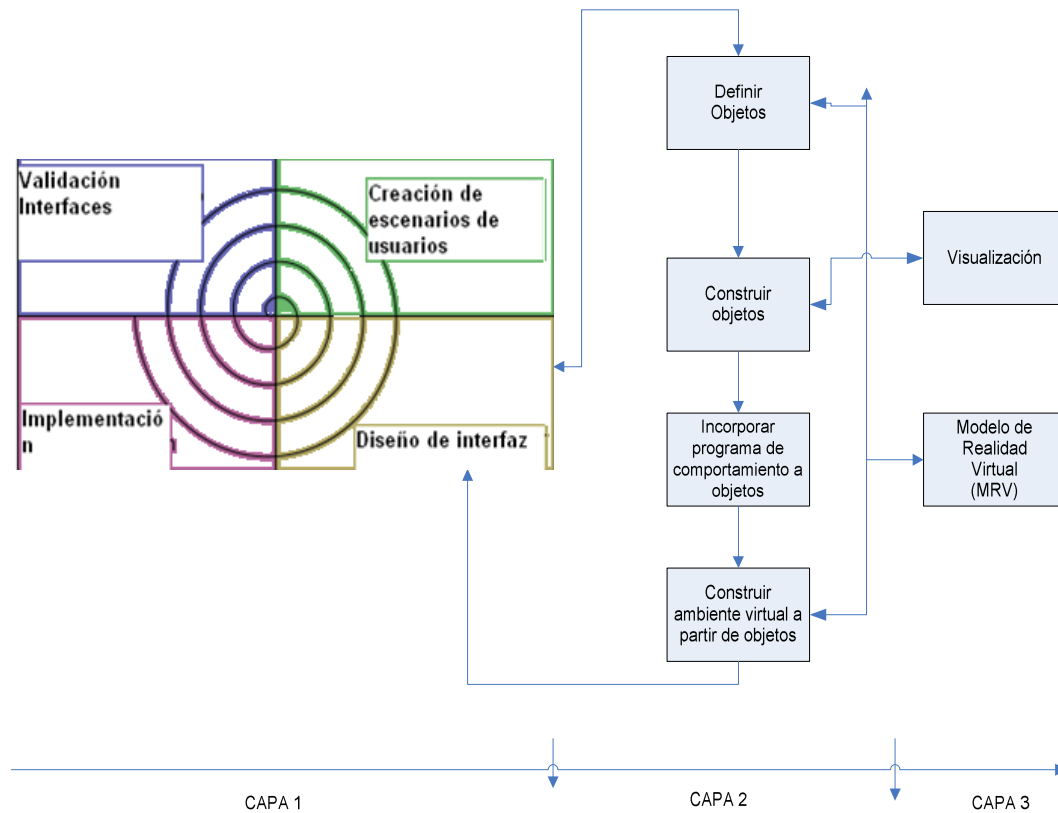 Validación
Interfaces
Creación de
escenarios de
usuarios
Implementació
n
Diseño de interfaz
Definir
Objetos
Construir
objetos
Incorporar
programa de
comportamiento a
objetos
Construir
ambiente virtual a
partir de objetos
Visualización
Modelo de
Realidad
Virtual
(MRV)
CAPA 1
CAPA 2
CAPA 3